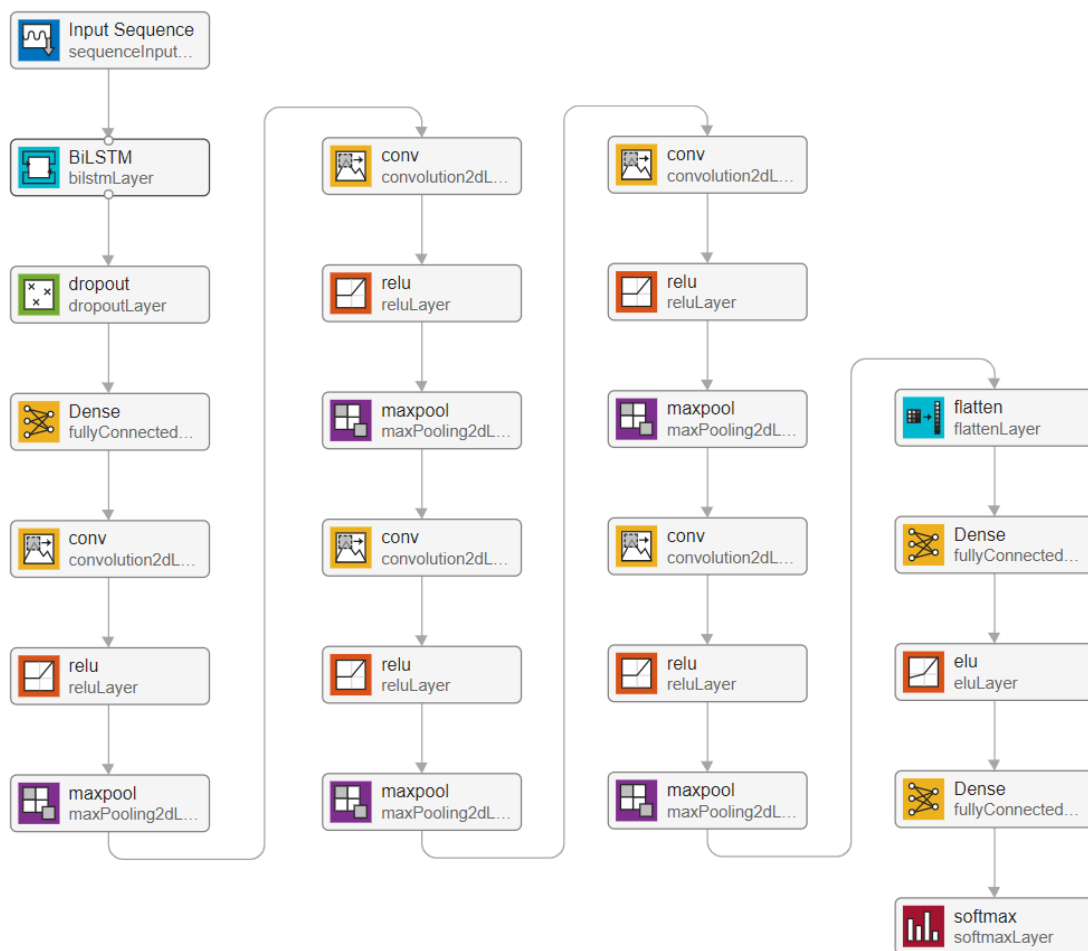 Input Sequence
sequenceInput...
BiLSTM
bilstmLayer
dropout
dropoutLayer
Dense
fullyConnected...
conv
convolution2dL...
relu
reluLayer
maxpool
maxPooling2dL...
conv
convolution2dL...
relu
reluLayer
maxpool
maxPooling2dL...
conv
convolution2dL...
relu
reluLayer
maxpool
maxPooling2dL...
conv
convolution2dL...
relu
reluLayer
maxpool
maxPooling2dL...
conv
convolution2dL...
relu
reluLayer
maxpool
maxPooling2dL...
flatten
flattenLayer
Dense
fullyConnected...
elu
eluLayer
Dense
fullyConnected...
softmax
softmaxLayer